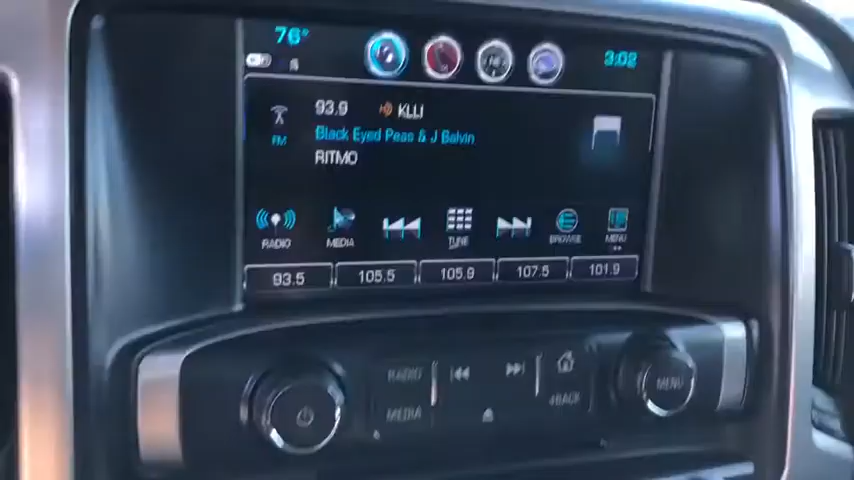 76°
3:02
93.9 KLLI
FM
Black Eyed Peas & J Balvin
RITMO
RADIO MEDIA TUNE BROWSE MENU
93.5 105.5 105.9 107.5 101.9
RADIO
MEDIA
BACK
MENU